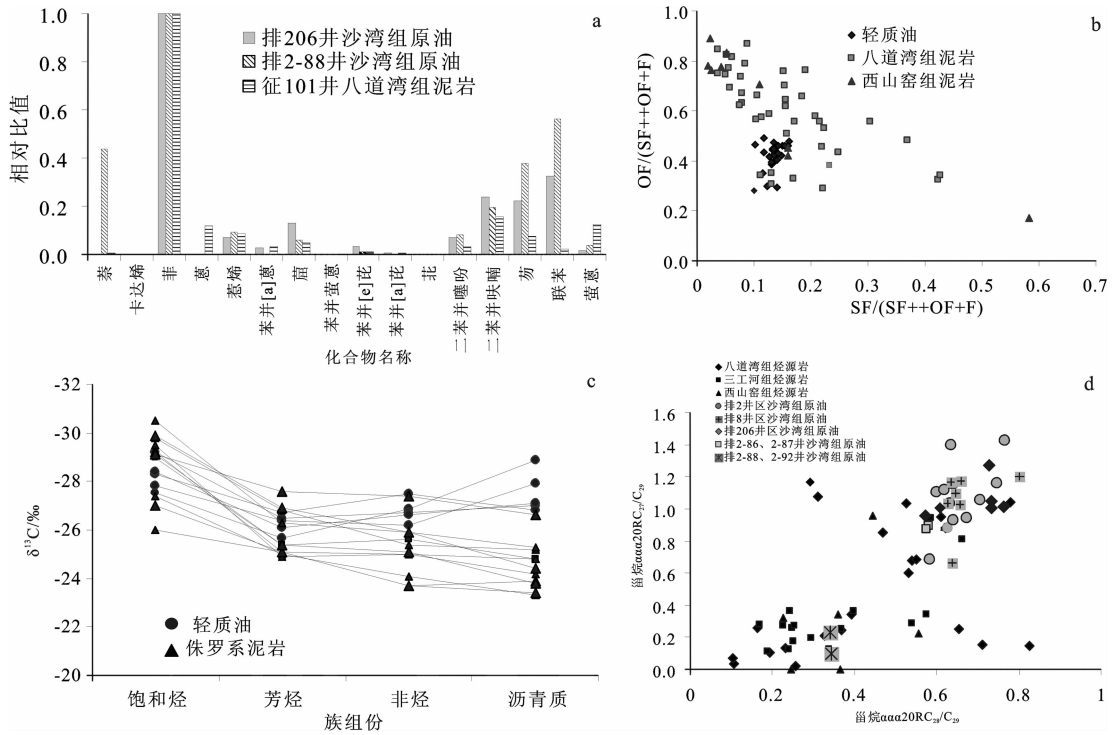 a
1.0
0.8
0.6
0.4
0.2
0.0
相对比值
排206井沙湾组原油
排2-88井沙湾组原油
征101井八道湾组泥岩
萘
卡达烯
菲
蒽
惹烯
苯并[a]蒽
䓛
苯并萤蒽
苯并[e]芘
苯并[a]芘
苝
二苯并噻吩
二苯并呋喃
芴
联苯
萤蒽
化合物名称
b
1.0
0.8
0.6
0.4
0.2
0.0
OF/(SF++OF+F)
轻质油
八道湾组泥岩
西山窑组泥岩
0
0.1
0.2
0.3
0.4
0.5
0.6
0.7
SF/(SF++OF+F)
c
-32
-30
-28
-26
-24
-22
-20
δ¹³C/‰
轻质油
侏罗系泥岩
饱和烃
芳烃
非烃
沥青质
族组份
d
八道湾组烃源岩
三工河组烃源岩
西山窑组烃源岩
排2井区沙湾组原油
排8井区沙湾组原油
排206井区沙湾组原油
排2-86、2-87井沙湾组原油
排2-88、2-92井沙湾组原油
1.6
1.4
1.2
1.0
0.8
0.6
0.4
0.2
0.0
甾烷ααα20RC₂₇/C₂₉
0
0.2
0.4
0.6
0.8
1
甾烷ααα20RC₂₈/C₂₉